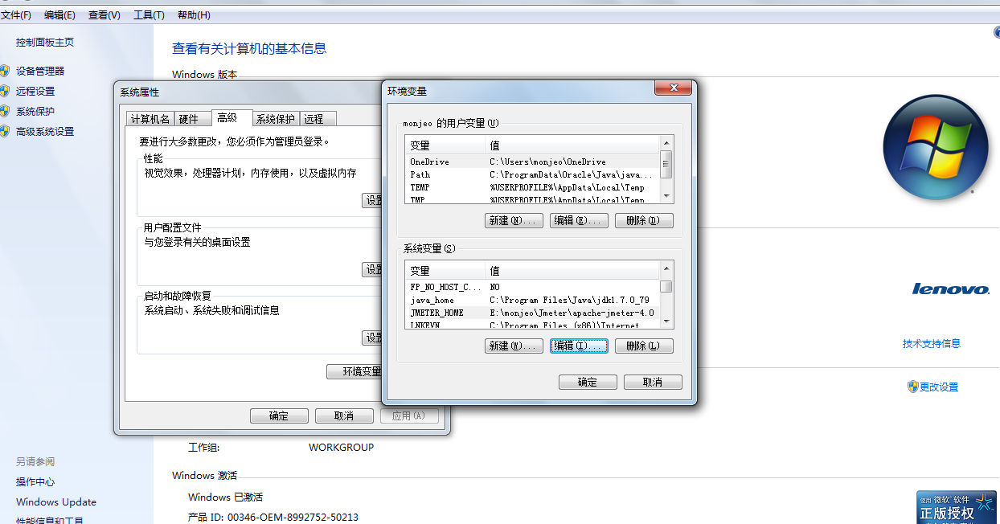 文件(F) 编辑(E) 查看(V) 工具(T) 帮助(H)
控制面板主页
设备管理器
远程设置
系统保护
高级系统设置
另请参阅
操作中心
Windows Update
性能信息和工具
查看有关计算机的基本信息
Windows 版本
系统属性
计算机名 硬件 高级 系统保护 远程
要进行大多数更改，您必须作为管理员登录。
性能
视觉效果，处理器计划，内存使用，以及虚拟内存
设置
用户配置文件
与您登录有关的桌面设置
设置
启动和故障恢复
系统启动、系统失败和调试信息
设置
环境变量
确定 取消 应用(A)
环境变量
monjeo 的用户变量(U)
变量 值
OneDrive C:\Users\monjeo\OneDrive
Path C:\ProgramData\Oracle\Java\java...
TEMP %USERPROFILE%\AppData\Local\Temp
TMP %USERPROFILE%\AppData\Local\Temp
新建(N)... 编辑(E)... 删除(D)
系统变量(S)
变量 值
FP_NO_HOST_C... NO
java_home C:\Program Files\Java\jdk1.7.0_79
JMETER_HOME E:\monjeo\Jmeter\apache-jmeter-4.0
C:\Program Files (x86)\Internet
新建(W)... 编辑(I)... 删除(L)
确定 取消
工作组: WORKGROUP
Windows 激活
Windows 已激活
产品 ID: 00346-OEM-8992752-50213
lenovo.
技术支持信息
更改设置
使用 微软 软件
正版授权